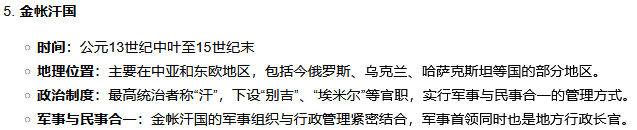 5. 金帐汗国
○ 时间：公元13世纪中叶至15世纪末
○ 地理位置：主要在中亚和东欧地区，包括今俄罗斯、乌克兰、哈萨克斯坦等国的部分地区。
○ 政治制度：最高统治者称“汗”，下设“别吉”、“埃米尔”等官职，实行军事与民事合一的管理方式。
○ 军事与民事合一：金帐汗国的军事组织与行政管理紧密结合，军事首领同时也是地方行政长官。